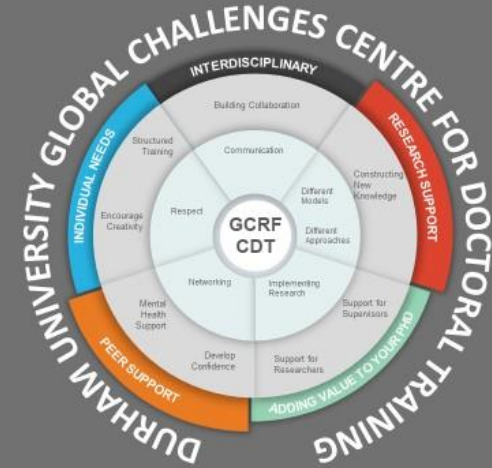 DURHAM UNIVERSITY GLOBAL CHALLENGES CENTRE FOR DOCTORAL TRAINING
INTERDISCIPLINARY
RESEARCH SUPPORT
ADDING VALUE TO YOUR PHD
PEER SUPPORT
INDIVIDUAL NEEDS
Building Collaboration
Constructing
New
Knowledge
Support for
Supervisors
Support for
Researchers
Develop
Confidence
Mental
Health
Support
Encourage
Creativity
Structured
Training
Communication
Different
Models
Different
Approaches
Implementing
Research
Networking
Respect
GCRF
CDT